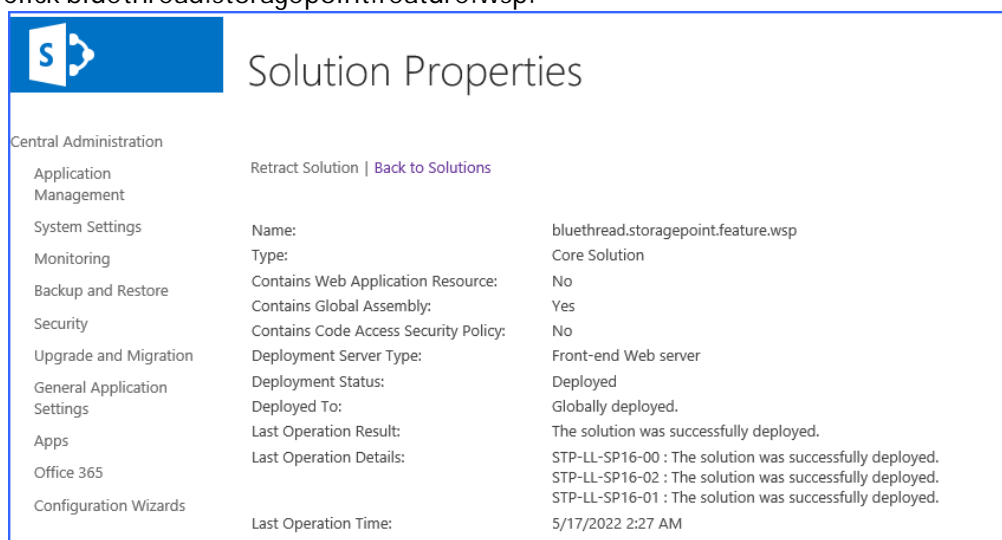 click bluethread.storagepoint.feature.wsp.
S
Solution Properties
Central Administration
Application
Management
System Settings
Monitoring
Backup and Restore
Security
Upgrade and Migration
General Application
Settings
Apps
Office 365
Configuration Wizards
Retract Solution | Back to Solutions
Name: bluethread.storagepoint.feature.wsp
Type: Core Solution
Contains Web Application Resource: No
Contains Global Assembly: Yes
Contains Code Access Security Policy: No
Deployment Server Type: Front-end Web server
Deployment Status: Deployed
Deployed To: Globally deployed.
Last Operation Result: The solution was successfully deployed.
Last Operation Details: STP-LL-SP16-00 : The solution was successfully deployed.
STP-LL-SP16-02 : The solution was successfully deployed.
STP-LL-SP16-01 : The solution was successfully deployed.
Last Operation Time: 5/17/2022 2:27 AM